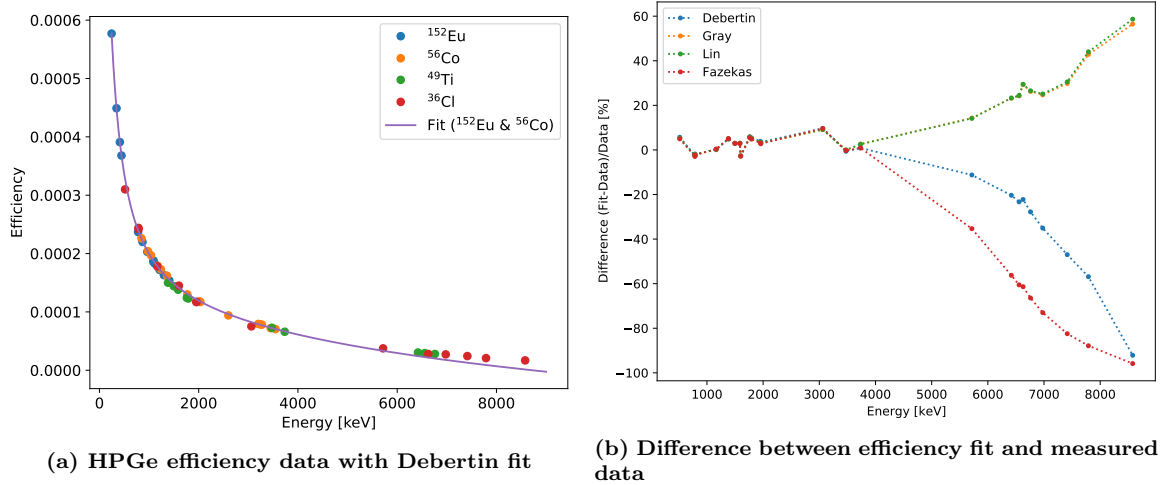 0.0006
0.0005
0.0004
0.0003
0.0002
0.0001
0.0000
Efficiency
¹⁵²Eu
⁵⁶Co
⁴⁹Ti
³⁶Cl
Fit (¹⁵²Eu & ⁵⁶Co)
0 2000 4000 6000 8000
Energy [keV]
(a) HPGe efficiency data with Debertin fit
60
40
20
0
−20
−40
−60
−80
−100
Difference (Fit-Data)/Data [%]
Debertin
Gray
Lin
Fazekas
1000 2000 3000 4000 5000 6000 7000 8000
Energy [keV]
(b) Difference between efficiency fit and measured
data